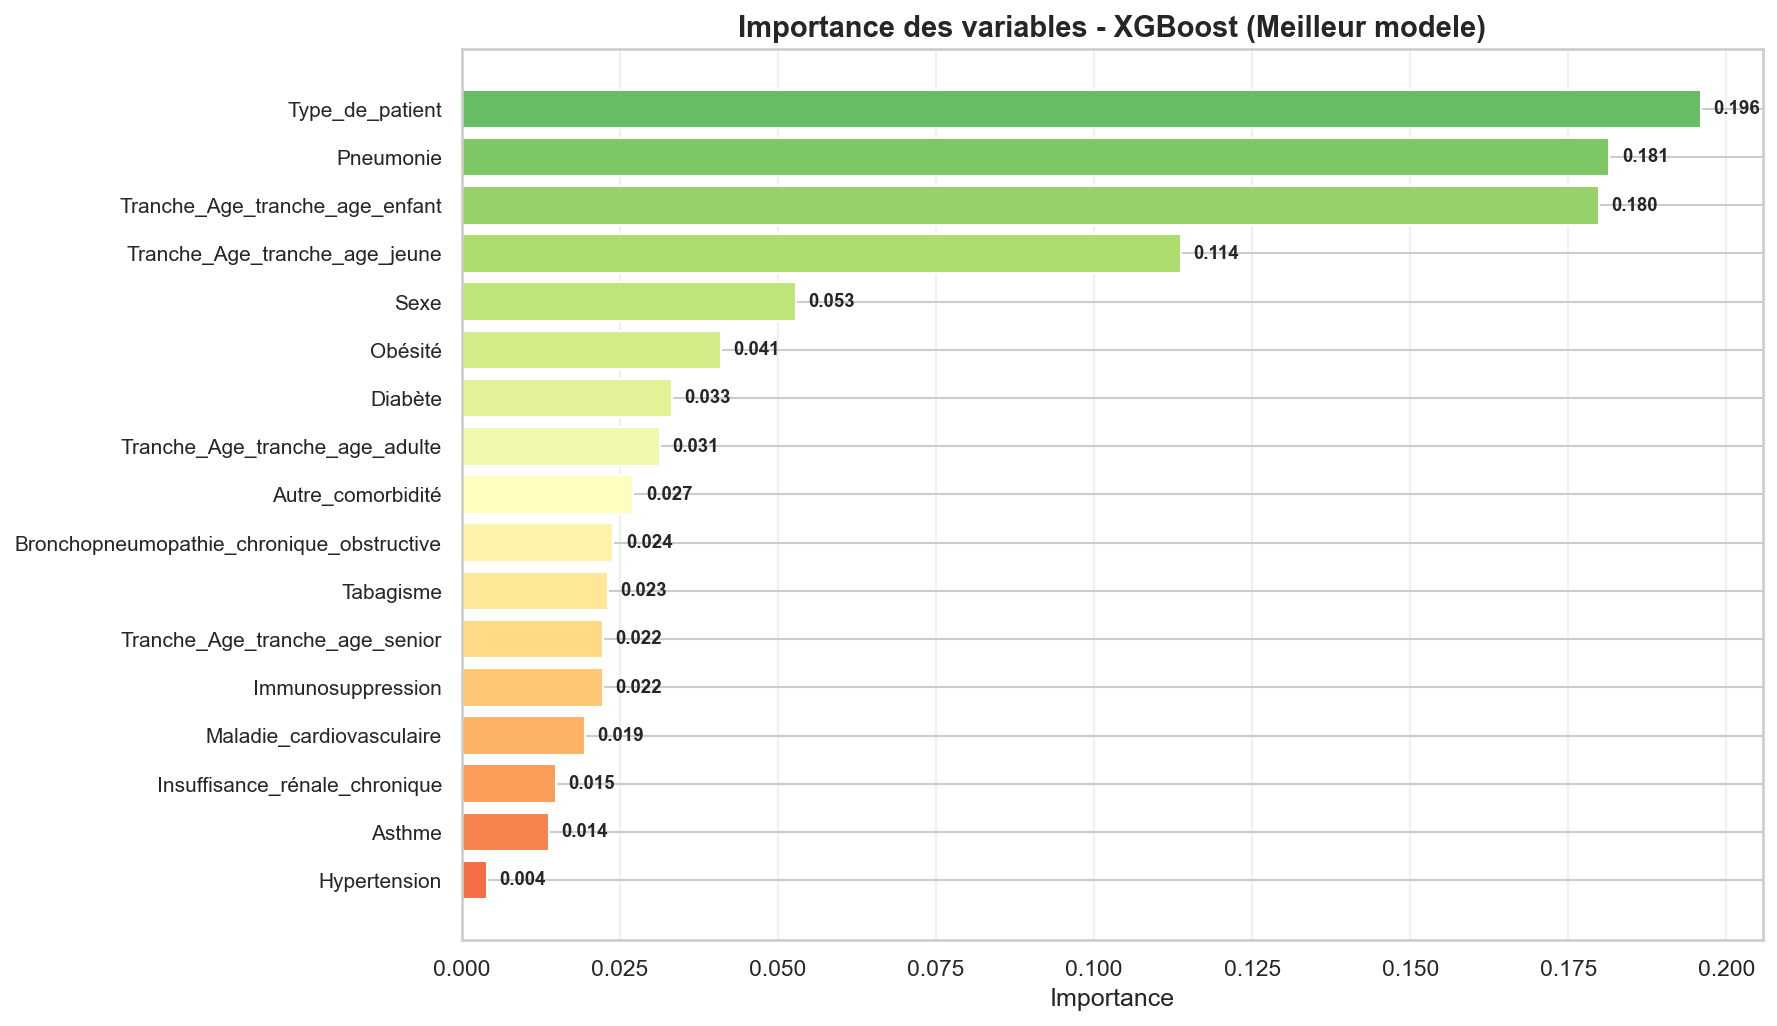 Importance des variables - XGBoost (Meilleur modele)
Type_de_patient 0.196
Pneumonie 0.181
Tranche_Age_tranche_age_enfant 0.180
Tranche_Age_tranche_age_jeune 0.114
Sexe 0.053
Obésité 0.041
Diabète 0.033
Tranche_Age_tranche_age_adulte 0.031
Autre_comorbidité 0.027
Bronchopneumopathie_chronique_obstructive 0.024
Tabagisme 0.023
Tranche_Age_tranche_age_senior 0.022
Immunosuppression 0.022
Maladie_cardiovasculaire 0.019
Insuffisance_rénale_chronique 0.015
Asthme 0.014
Hypertension 0.004
0.000 0.025 0.050 0.075 0.100 0.125 0.150 0.175 0.200
Importance